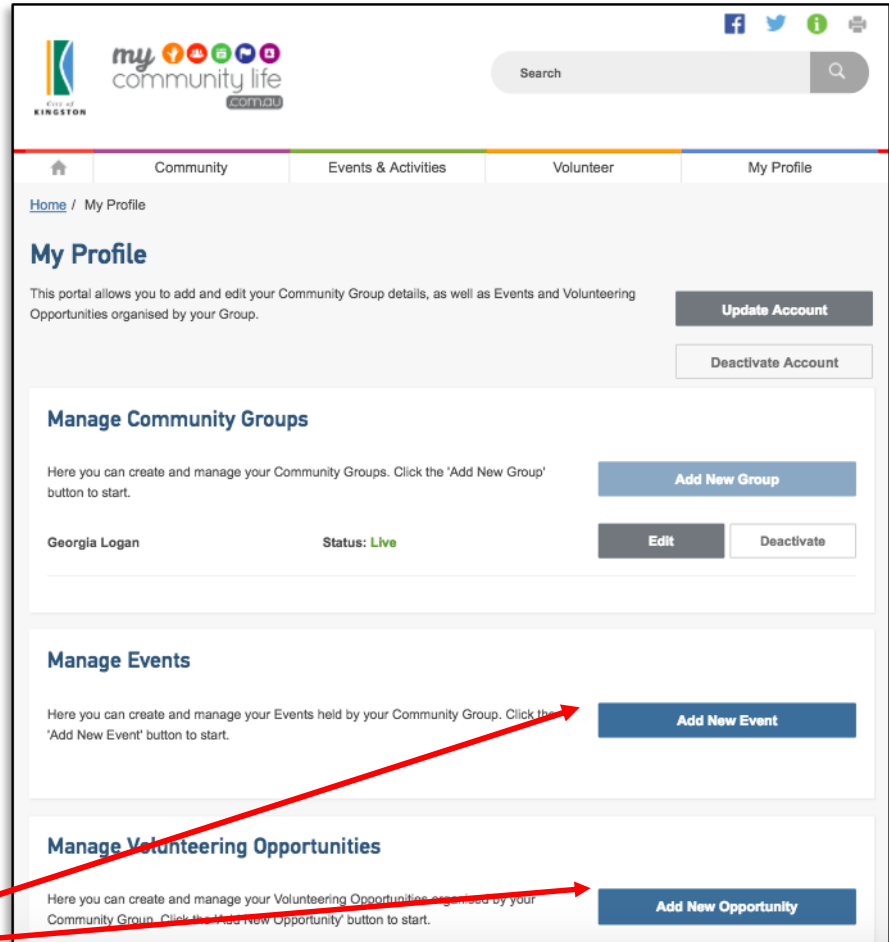 my
community life
.com.au
City of
KINGSTON
Search
Community
Events & Activities
Volunteer
My Profile
Home / My Profile
My Profile
This portal allows you to add and edit your Community Group details, as well as Events and Volunteering
Opportunities organised by your Group.
Update Account
Deactivate Account
Manage Community Groups
Here you can create and manage your Community Groups. Click the 'Add New Group'
button to start.
Add New Group
Georgia Logan
Status: Live
Edit
Deactivate
Manage Events
Here you can create and manage your Events held by your Community Group. Click the
'Add New Event' button to start.
Add New Event
Manage Volunteering Opportunities
Here you can create and manage your Volunteering Opportunities organised by your
Community Group. Click the 'Add New Opportunity' button to start.
Add New Opportunity